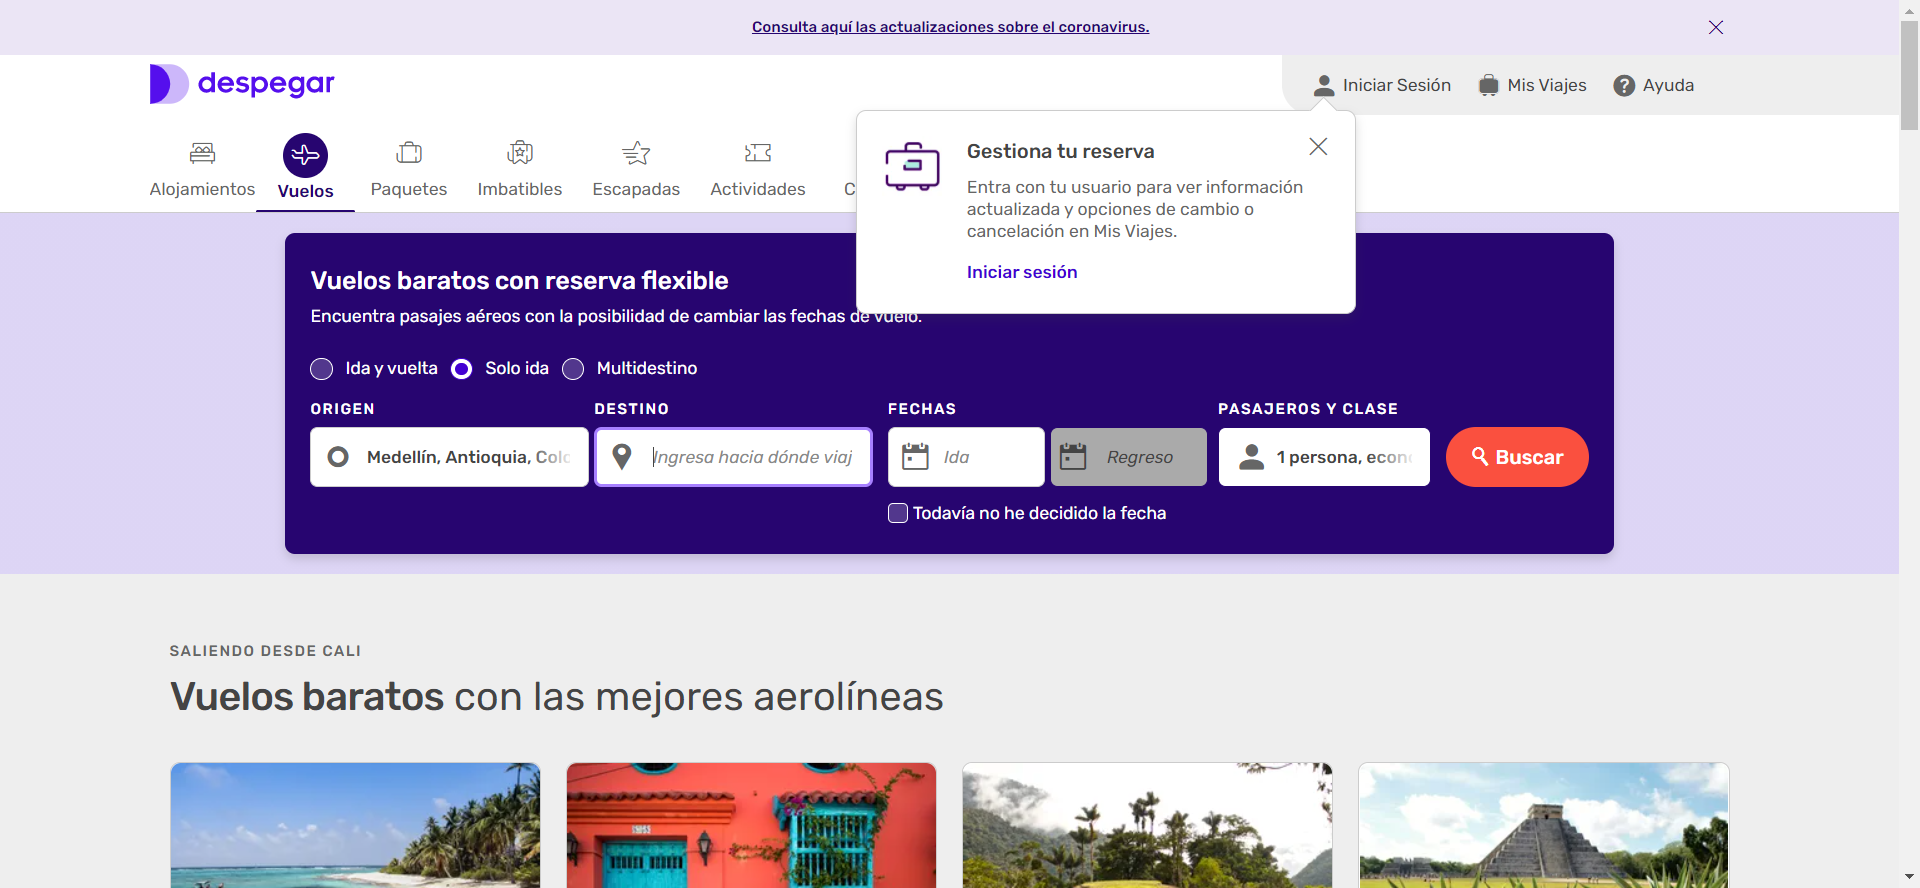 Consulta aquí las actualizaciones sobre el coronavirus.
despegar
Iniciar Sesión
Mis Viajes
? Ayuda
Alojamientos
Vuelos
Paquetes
Imbatibles
Escapadas
Actividades
C
Gestiona tu reserva
Entra con tu usuario para ver información
actualizada y opciones de cambio o
cancelación en Mis Viajes.
Iniciar sesión
Vuelos baratos con reserva flexible
Encuentra pasajes aéreos con la posibilidad de cambiar las fechas de vuelo.
Ida y vuelta
Solo ida
Multidestino
ORIGEN
DESTINO
FECHAS
PASAJEROS Y CLASE
Medellín, Antioquia, Colo
Ingresa hacia dónde viaj
Ida
Regreso
1 persona, econ
Buscar
Todavía no he decidido la fecha
SALIENDO DESDE CALI
Vuelos baratos con las mejores aerolíneas